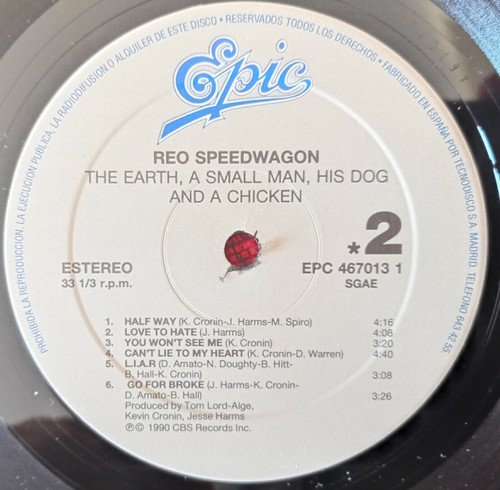 PROHIBIDA LA REPRODUCCION, LA EJECUCION PUBLICA, LA RADIODIFUSION O ALQUILER DE ESTE DISCO • RESERVADOS TODOS LOS DERECHOS • FABRICADO EN ESPAÑA POR TECNODISCO S.A. MADRID. TELEFONO 643 42 55
Epic
REO SPEEDWAGON
THE EARTH, A SMALL MAN, HIS DOG
AND A CHICKEN
*2
ESTEREO EPC 467013 1
33 1/3 r.p.m. SGAE
1. HALF WAY (K. Cronin-J. Harms-M. Spiro) 4:16
2. LOVE TO HATE (J. Harms) 4:08
3. YOU WON'T SEE ME (K. Cronin) 3:20
4. CAN'T LIE TO MY HEART (K. Cronin-D. Warren) 4:40
5. L.I.A.R (D. Amato-N. Doughty-B. Hitt-
B, Hall-K. Cronin) 3:08
6. GO FOR BROKE (J. Harms-K. Cronin-
D. Amato-B. Hall) 3:26
Produced by Tom Lord-Alge,
Kevin Cronin, Jesse Harms
℗© 1990 CBS Records Inc.